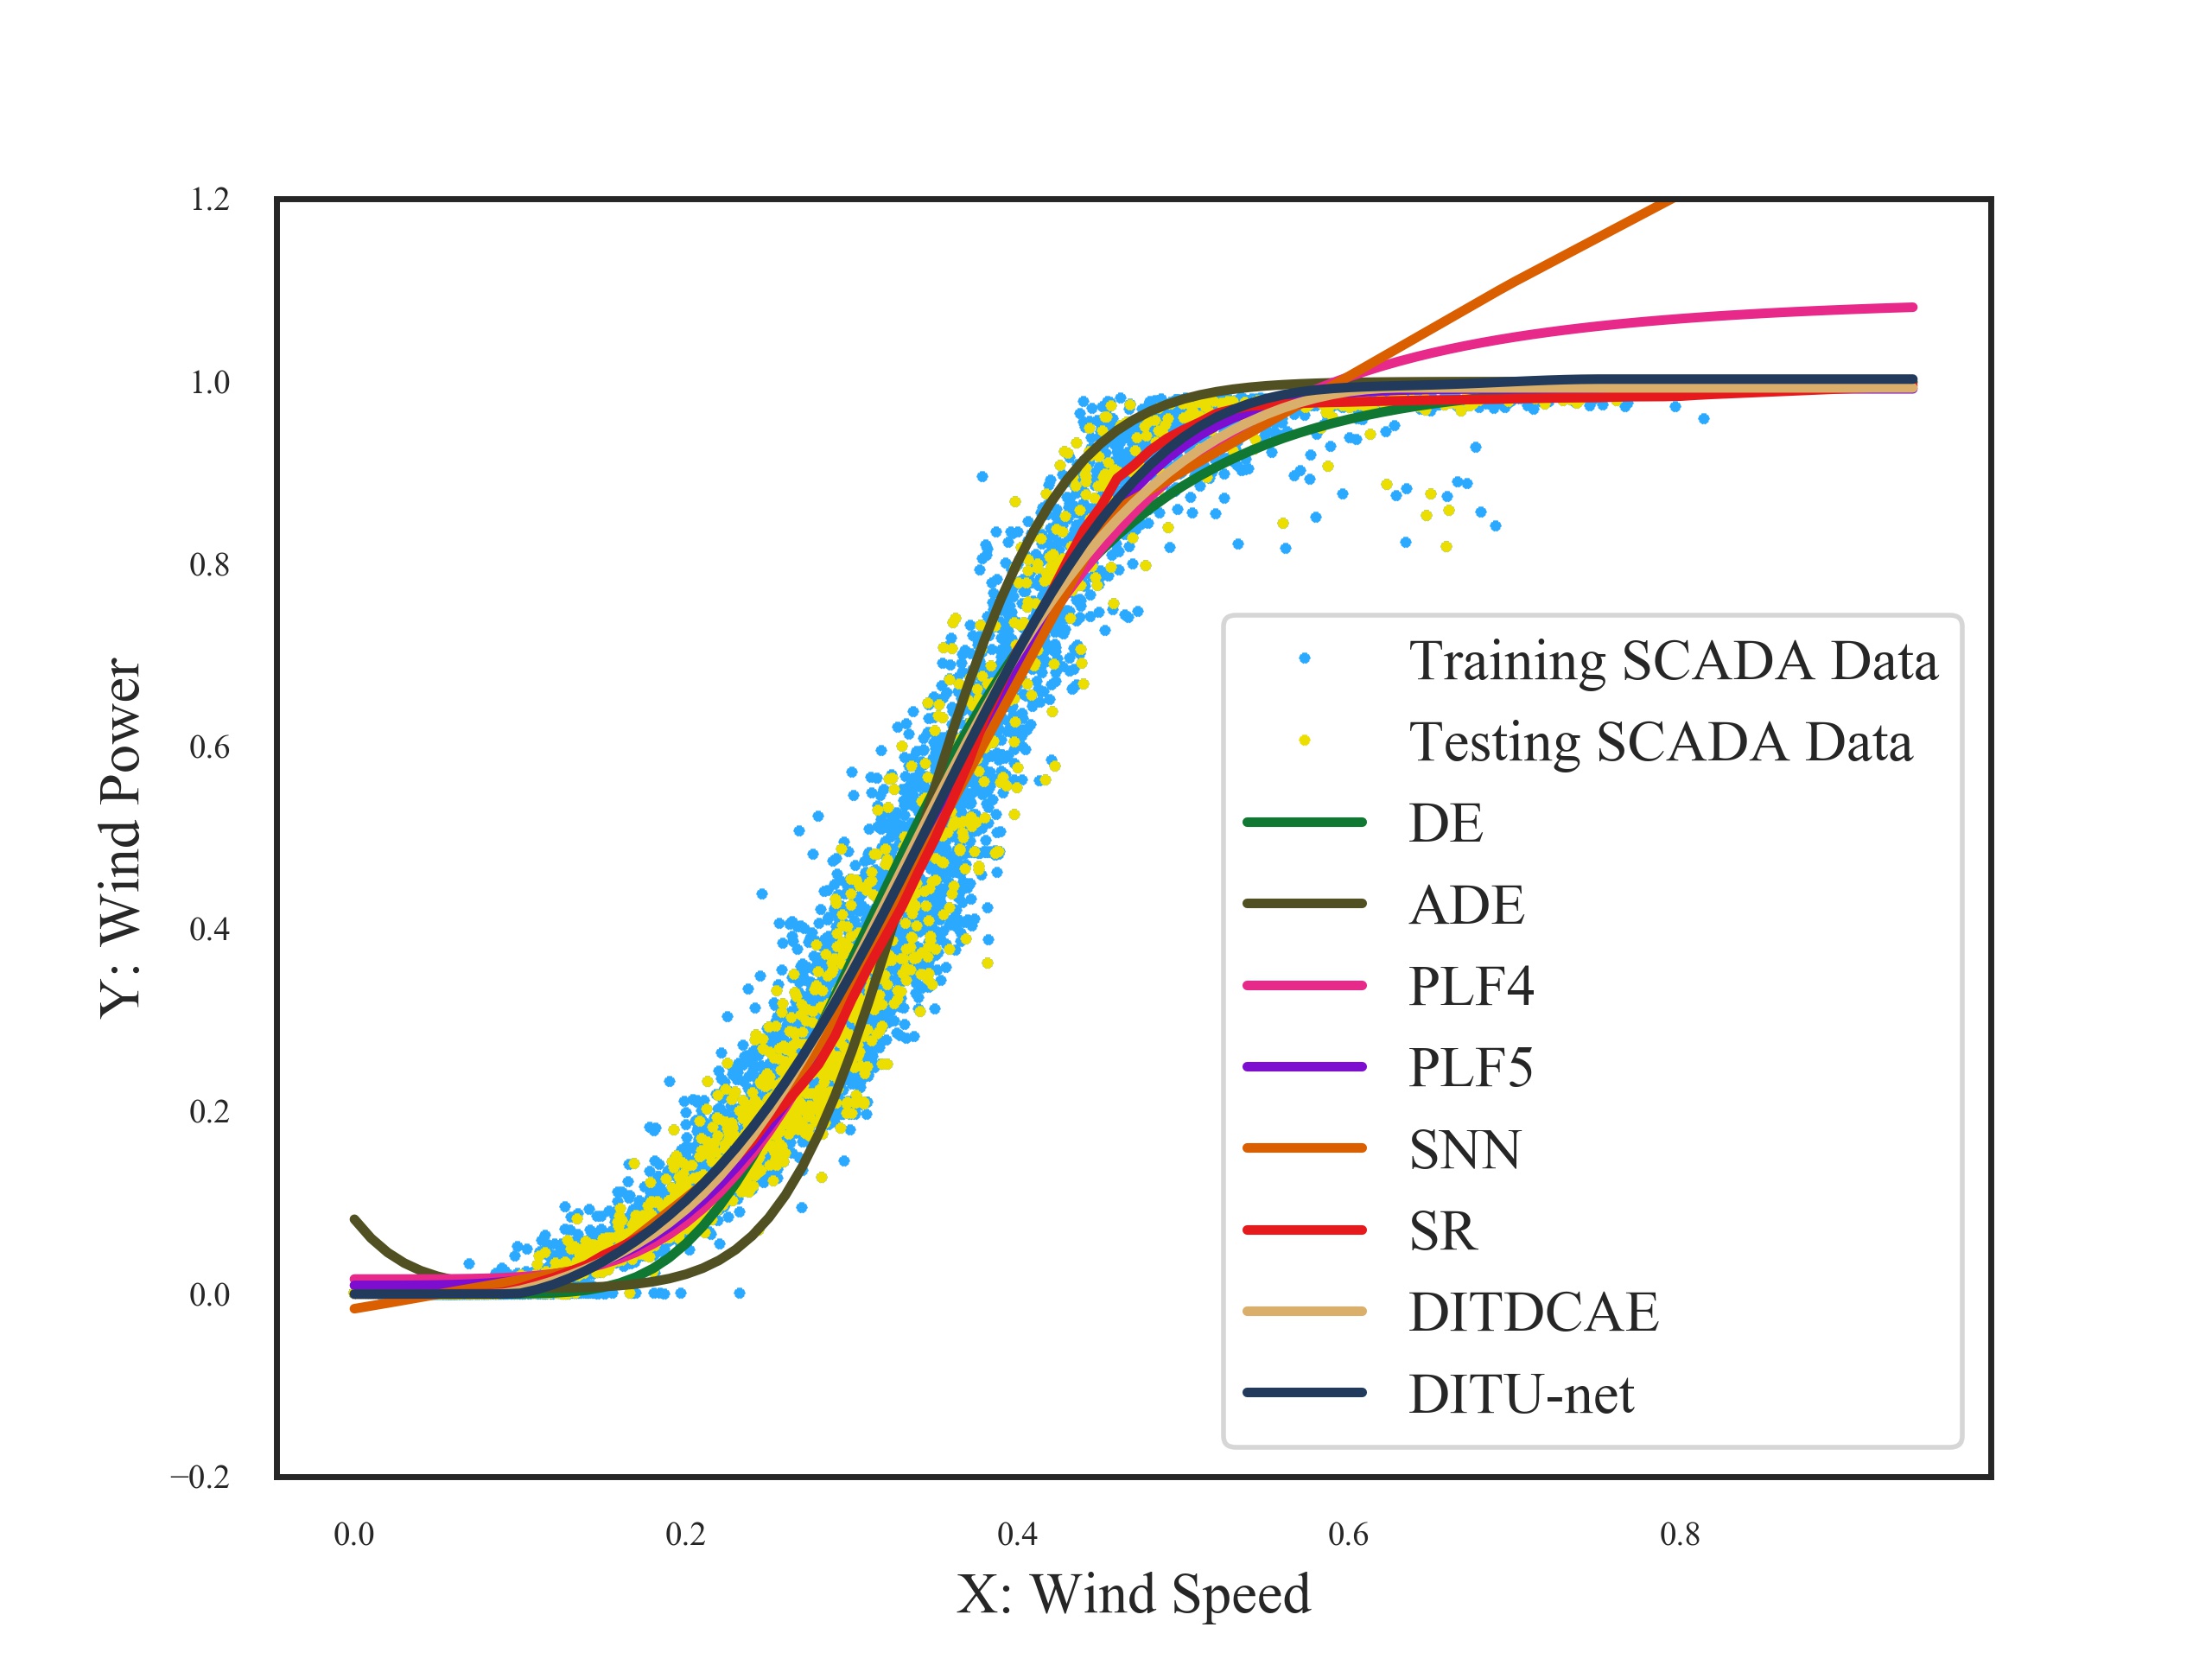 1.2
1.0
0.8
0.6
0.4
0.2
0.0
−0.2
Y: Wind Power
0.0 0.2 0.4 0.6 0.8
X: Wind Speed
Training SCADA Data
Testing SCADA Data
DE
ADE
PLF4
PLF5
SNN
SR
DITDCAE
DITU-net